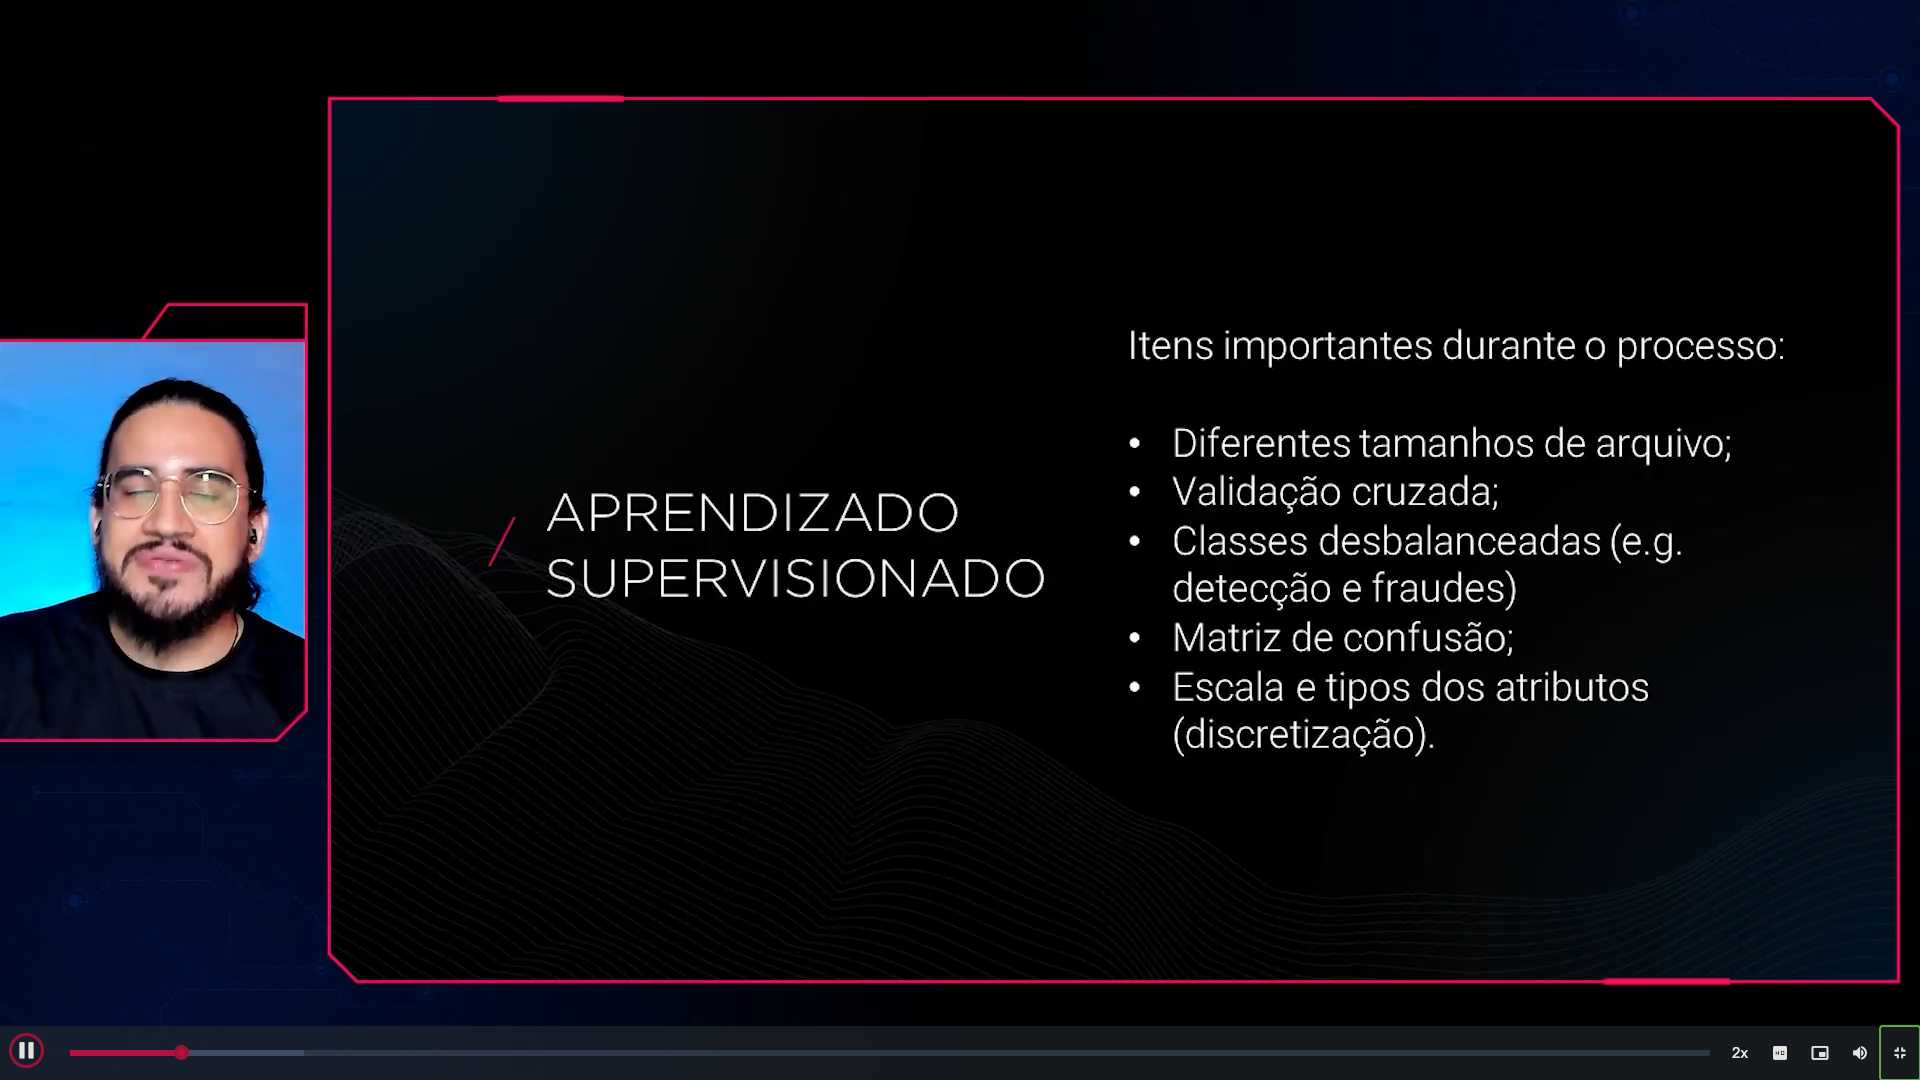 APRENDIZADO
SUPERVISIONADO
Itens importantes durante o processo:
• Diferentes tamanhos de arquivo;
• Validação cruzada;
• Classes desbalanceadas (e.g.
detecção e fraudes)
• Matriz de confusão;
• Escala e tipos dos atributos
(discretização).
2x
HD